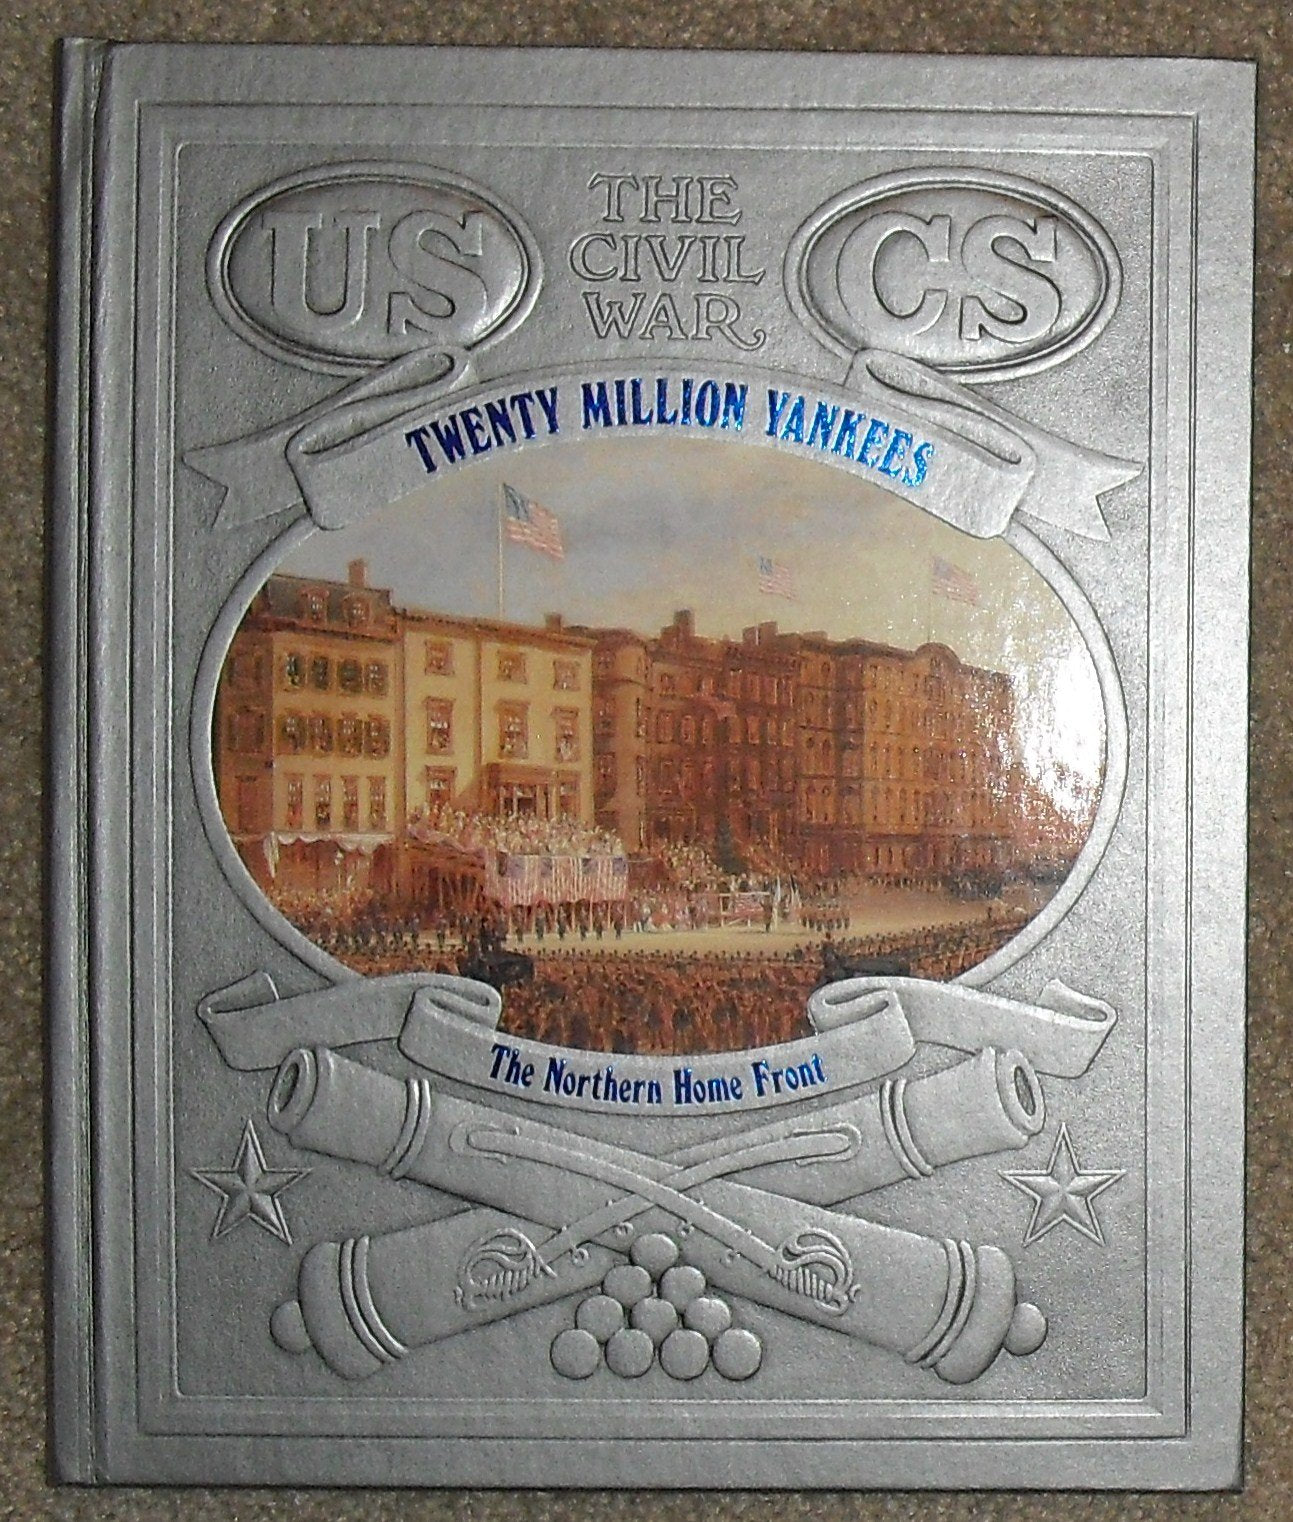 US
THE
CIVIL
WAR
CS
TWENTY MILLION YANKEES
The Northern Home Front